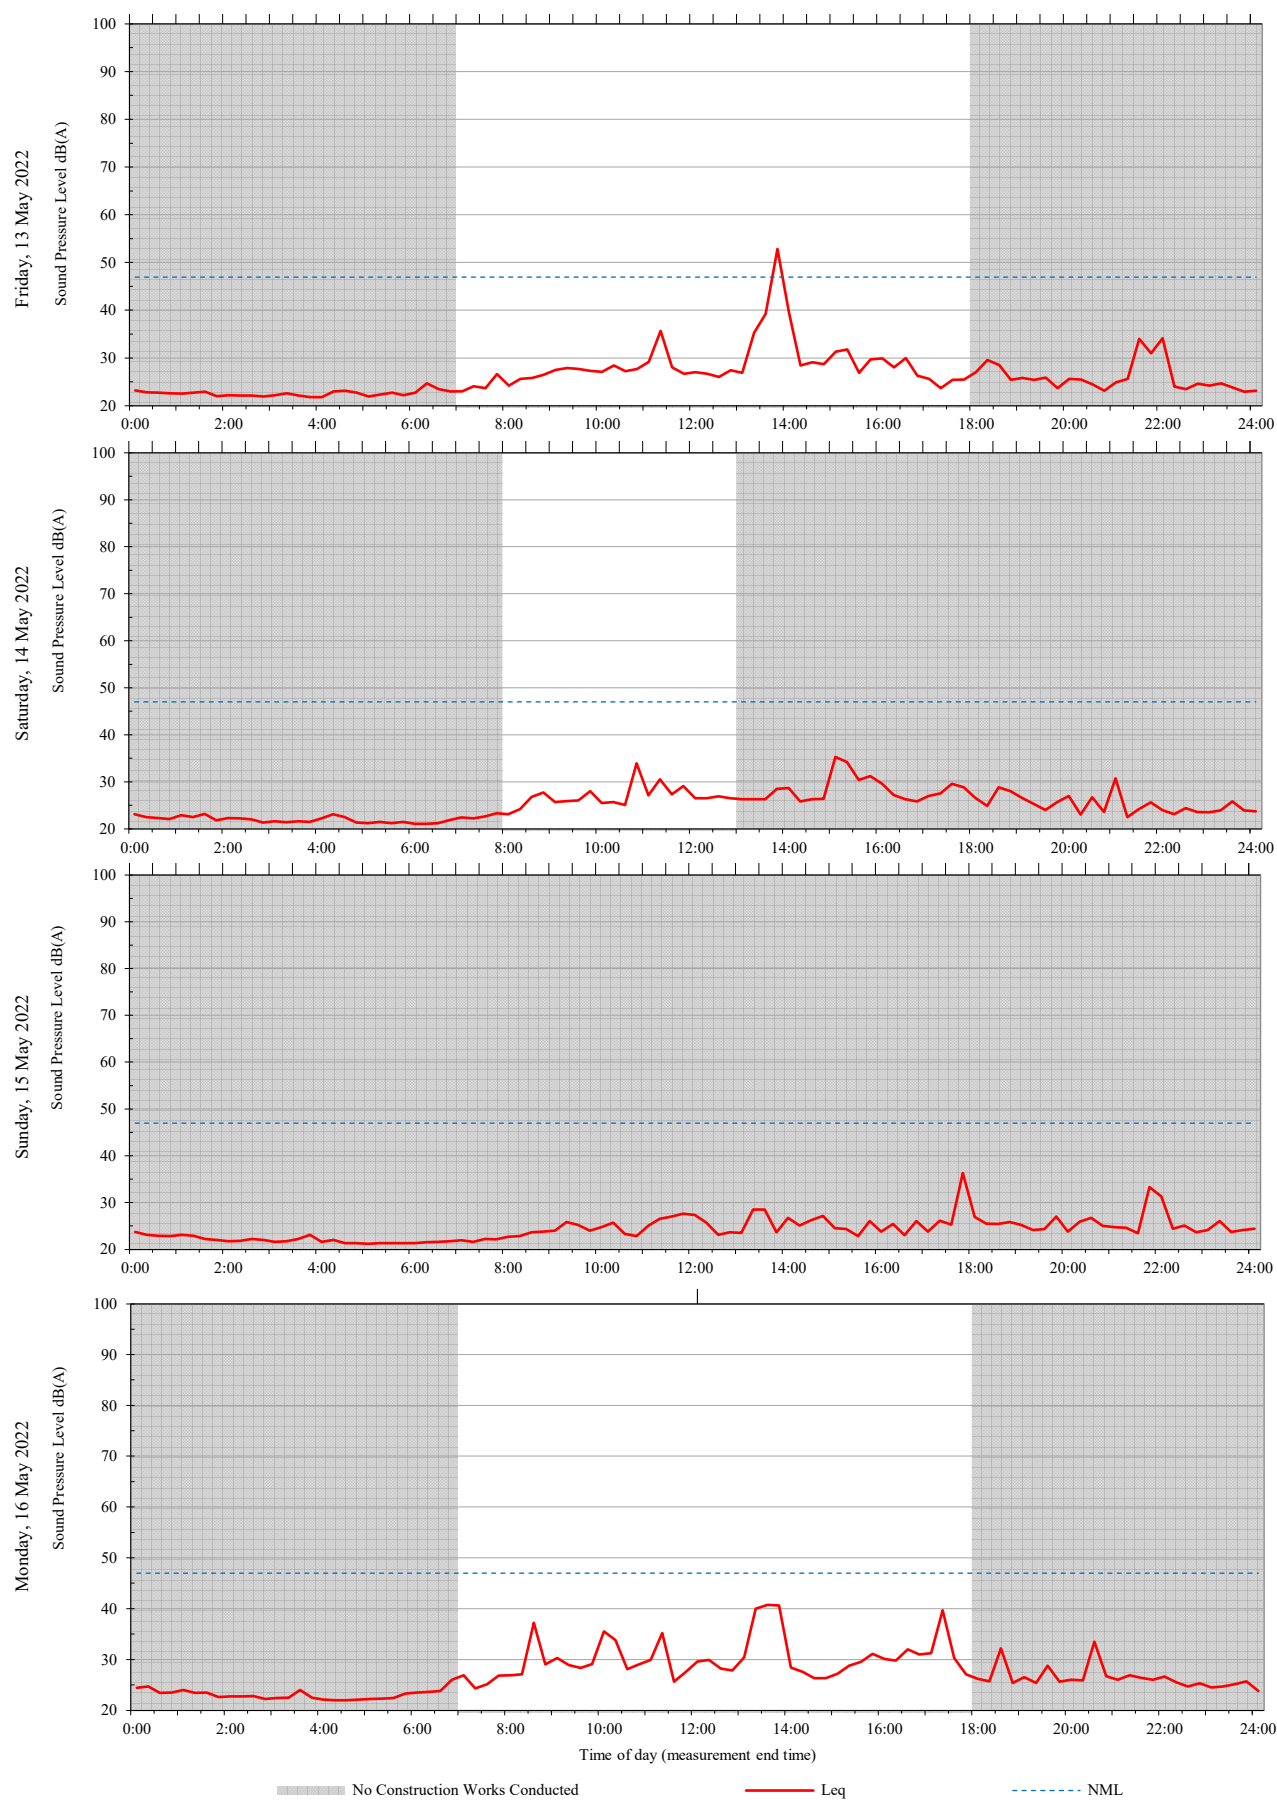 Friday, 13 May 2022
Sound Pressure Level dB(A)
100
90
80
70
60
50
40
30
20
0:00 2:00 4:00 6:00 8:00 10:00 12:00 14:00 16:00 18:00 20:00 22:00 24:00
Saturday, 14 May 2022
Sound Pressure Level dB(A)
100
90
80
70
60
50
40
30
20
0:00 2:00 4:00 6:00 8:00 10:00 12:00 14:00 16:00 18:00 20:00 22:00 24:00
Sunday, 15 May 2022
Sound Pressure Level dB(A)
100
90
80
70
60
50
40
30
20
0:00 2:00 4:00 6:00 8:00 10:00 12:00 14:00 16:00 18:00 20:00 22:00 24:00
Monday, 16 May 2022
Sound Pressure Level dB(A)
100
90
80
70
60
50
40
30
20
0:00 2:00 4:00 6:00 8:00 10:00 12:00 14:00 16:00 18:00 20:00 22:00 24:00
Time of day (measurement end time)
No Construction Works Conducted Leq NML